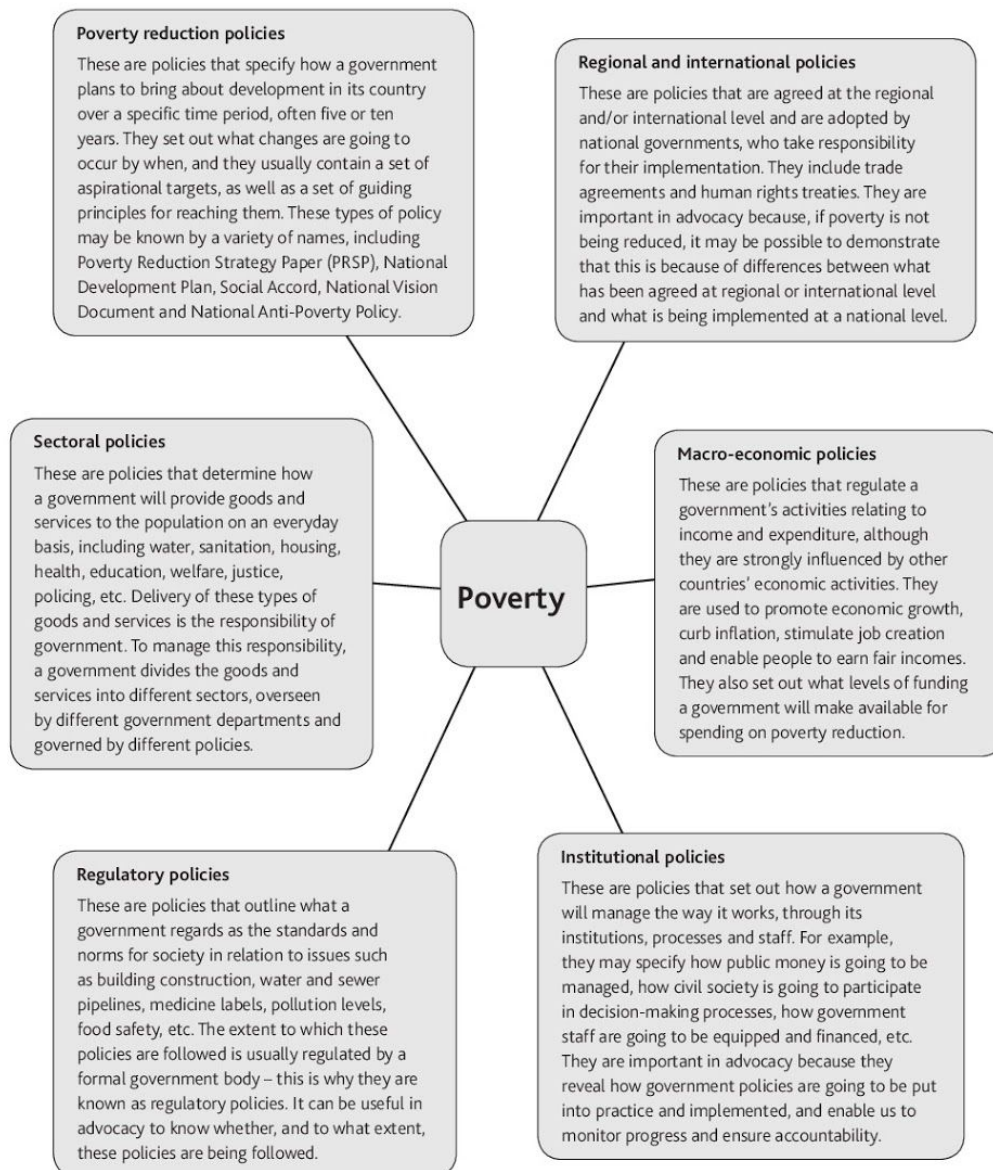 Poverty reduction policies
These are policies that specify how a government
plans to bring about development in its country
over a specific time period, often five or ten
years. They set out what changes are going to
occur by when, and they usually contain a set of
aspirational targets, as well as a set of guiding
principles for reaching them. These types of policy
may be known by a variety of names, including
Poverty Reduction Strategy Paper (PRSP), National
Development Plan, Social Accord, National Vision
Document and National Anti-Poverty Policy.
Regional and international policies
These are policies that are agreed at the regional
and/or international level and are adopted by
national governments, who take responsibility
for their implementation. They include trade
agreements and human rights treaties. They are
important in advocacy because, if poverty is not
being reduced, it may be possible to demonstrate
that this is because of differences between what
has been agreed at regional or international level
and what is being implemented at a national level.
Sectoral policies
These are policies that determine how
a government will provide goods and
services to the population on an everyday
basis, including water, sanitation, housing,
health, education, welfare, justice,
policing, etc. Delivery of these types of
goods and services is the responsibility of
government. To manage this responsibility,
a government divides the goods and
services into different sectors, overseen
by different government departments and
governed by different policies.
Poverty
Macro-economic policies
These are policies that regulate a
government's activities relating to
income and expenditure, although
they are strongly influenced by other
countries' economic activities. They
are used to promote economic growth,
curb inflation, stimulate job creation
and enable people to earn fair incomes.
They also set out what levels of funding
a government will make available for
spending on poverty reduction.
Regulatory policies
These are policies that outline what a
government regards as the standards and
norms for society in relation to issues such
as building construction, water and sewer
pipelines, medicine labels, pollution levels,
food safety, etc. The extent to which these
policies are followed is usually regulated by a
formal government body – this is why they are
known as regulatory policies. It can be useful in
advocacy to know whether, and to what extent,
these policies are being followed.
Institutional policies
These are policies that set out how a government
will manage the way it works, through its
institutions, processes and staff. For example,
they may specify how public money is going to be
managed, how civil society is going to participate
in decision-making processes, how government
staff are going to be equipped and financed, etc.
They are important in advocacy because they
reveal how government policies are going to be put
into practice and implemented, and enable us to
monitor progress and ensure accountability.